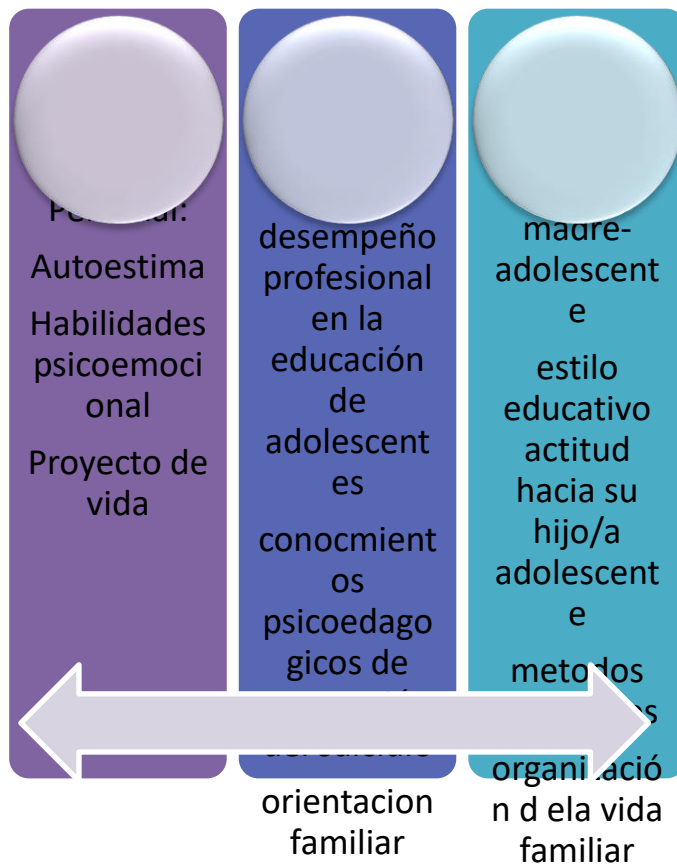 Autoestima
Habilidades
psicoemoci
onal
Proyecto de
vida
desempeño
profesional
en la
educación
de
adolescent
es
conocmient
os
psicoedago
gicos de
orientacion
familiar
madre-
adolescent
e
estilo
educativo
actitud
hacia su
hijo/a
adolescent
e
metodos
n d ela vida
familiar